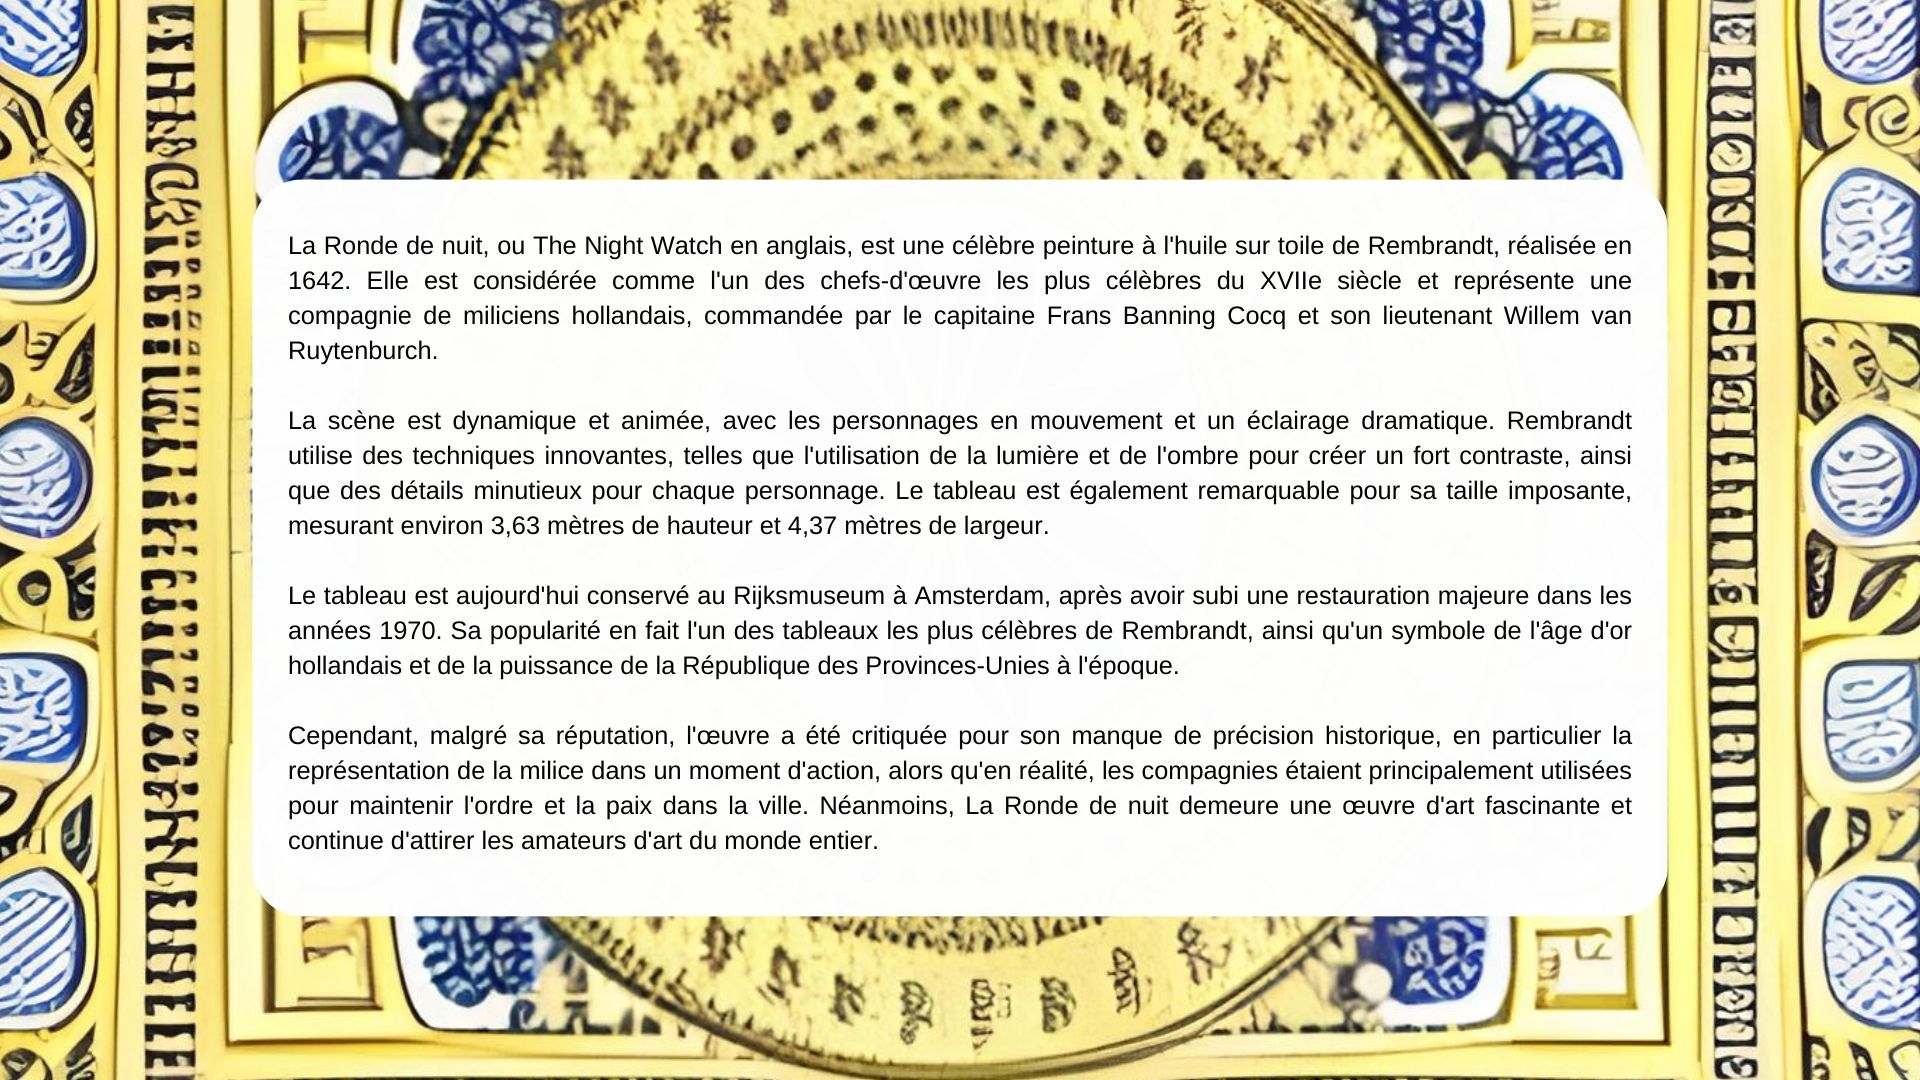 La Ronde de nuit, ou The Night Watch en anglais, est une célèbre peinture à l'huile sur toile de Rembrandt, réalisée en
1642. Elle est considérée comme l'un des chefs-d'œuvre les plus célèbres du XVIIe siècle et représente une
compagnie de miliciens hollandais, commandée par le capitaine Frans Banning Cocq et son lieutenant Willem van
Ruytenburch.
La scène est dynamique et animée, avec les personnages en mouvement et un éclairage dramatique. Rembrandt
utilise des techniques innovantes, telles que l'utilisation de la lumière et de l'ombre pour créer un fort contraste, ainsi
que des détails minutieux pour chaque personnage. Le tableau est également remarquable pour sa taille imposante,
mesurant environ 3,63 mètres de hauteur et 4,37 mètres de largeur.
Le tableau est aujourd'hui conservé au Rijksmuseum à Amsterdam, après avoir subi une restauration majeure dans les
années 1970. Sa popularité en fait l'un des tableaux les plus célèbres de Rembrandt, ainsi qu'un symbole de l'âge d'or
hollandais et de la puissance de la République des Provinces-Unies à l'époque.
Cependant, malgré sa réputation, l'œuvre a été critiquée pour son manque de précision historique, en particulier la
représentation de la milice dans un moment d'action, alors qu'en réalité, les compagnies étaient principalement utilisées
pour maintenir l'ordre et la paix dans la ville. Néanmoins, La Ronde de nuit demeure une œuvre d'art fascinante et
continue d'attirer les amateurs d'art du monde entier.